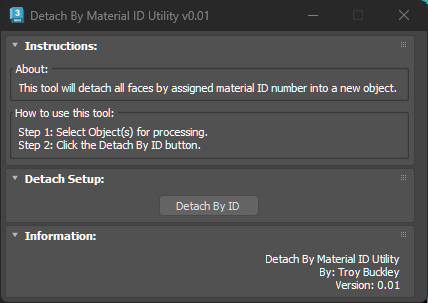 Detach By Material ID Utility v0.01
Instructions:
About:
This tool will detach all faces by assigned material ID number into a new object.
How to use this tool:
Step 1: Select Object(s) for processing.
Step 2: Click the Detach By ID button.
Detach Setup:
Detach By ID
Information:
Detach By Material ID Utility
By: Troy Buckley
Version: 0.01